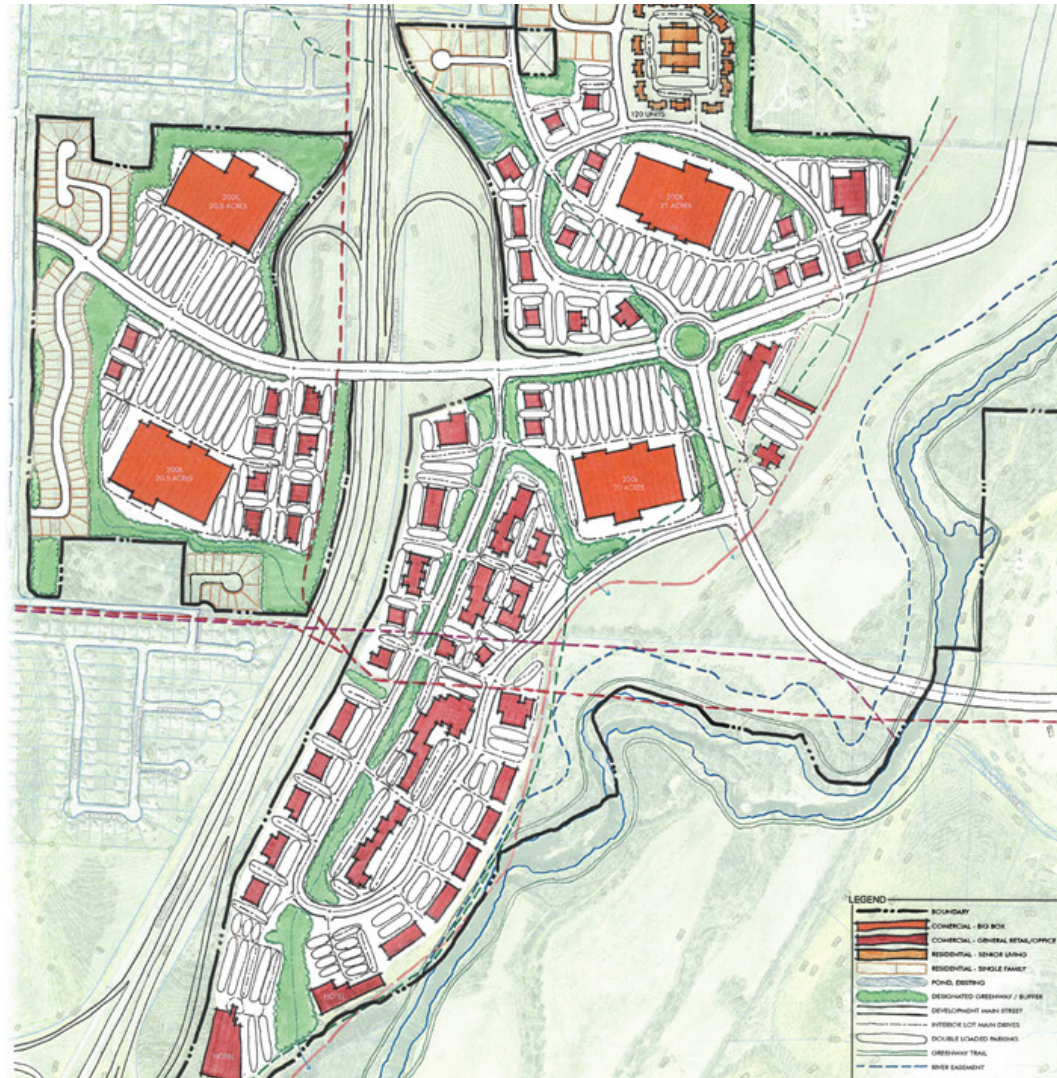 120 UNITS
200K
20.5 ACRES
200K
21 ACRES
200K
20.5 ACRES
200K
20 ACRES
HOTEL
HOTEL
LEGEND
BOUNDARY
COMERCIAL - BIG BOX
COMERCIAL - GENERAL RETAIL/OFFICE
RESIDENTIAL - SENIOR LIVING
RESIDENTIAL - SINGLE FAMILY
POND, EXISTING
DESIGNATED GREENWAY / BUFFER
DEVELOPMENT MAIN STREET
INTERIOR LOT MAIN DRIVES
DOUBLE LOADED PARKING
GREENWAY TRAIL
RIVER EASEMENT